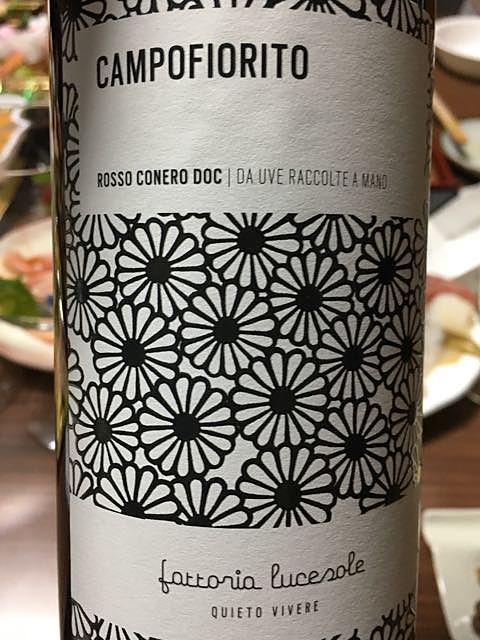 CAMPOFIORITO
ROSSO CONERO DOC | DA UVE RACCOLTE A MANO
fattoria lucesole
QUIETO VIVERE